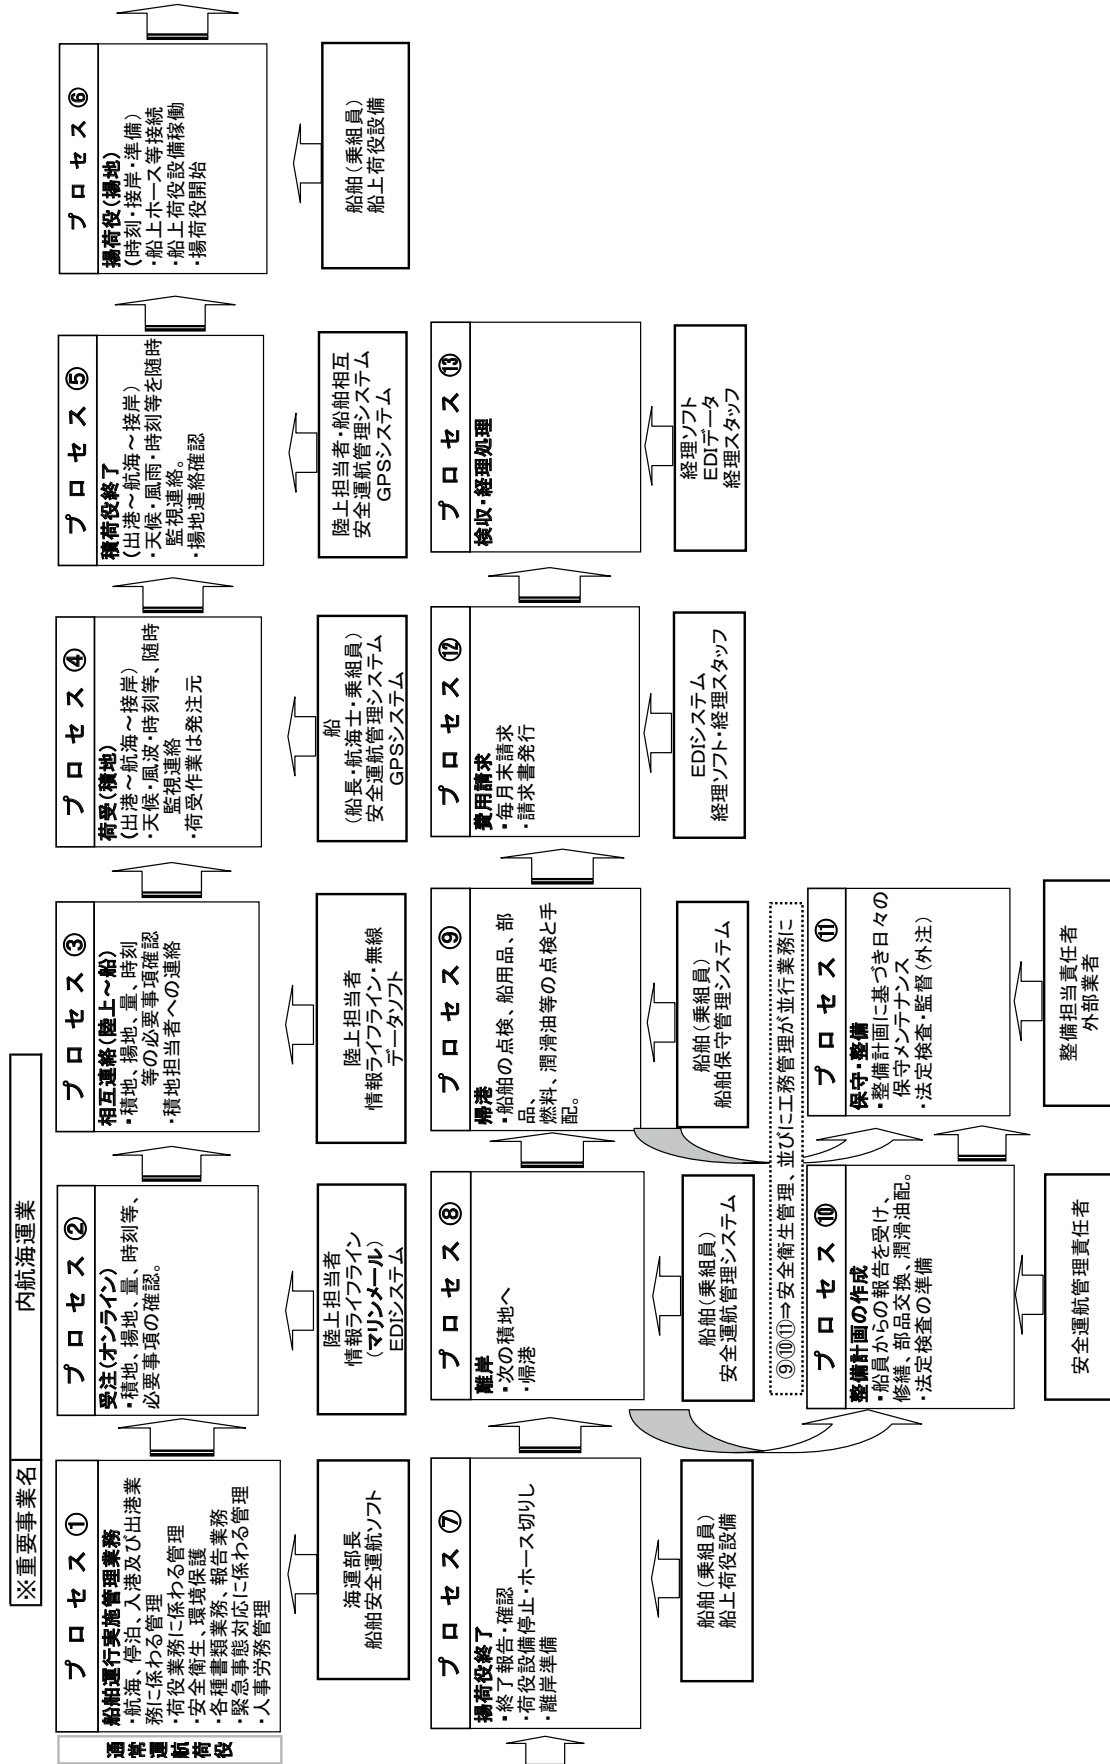 ※重要事業名
内航海運業
通常運航荷役
プロセス ①
船舶運行実施管理業務
・航海、停泊、入港及び出港業
務に係わる管理
・荷役業務に係わる管理
・安全衛生、環境保護
・各種書類業務、報告業務
・緊急事態対応に係わる管理
・人事労務管理
海運部長
船舶安全運航ソフト
プロセス ②
受注(オンライン)
・積地、揚地、量、時刻等、
必要事項の確認。
陸上担当者
情報ライフライン
(マリンメール)
EDIシステム
プロセス ③
相互連絡(陸上～船)
・積地、揚地、量、時刻
等の必要事項確認
・積地担当者への連絡
陸上担当者
情報ライフライン・無線
データソフト
プロセス ④
荷受(積地)
(出港～航海～接岸)
・天候・風波・時刻等、随時
監視連絡
・荷受作業は発注元
船
(船長・航海士・乗組員)
安全運航管理システム
GPSシステム
プロセス ⑤
積荷役終了
(出港～航海～接岸)
・天候・風雨・時刻等を随時
監視連絡。
・揚地連絡確認
陸上担当者・船舶相互
安全運航管理システム
GPSシステム
プロセス ⑥
揚荷役(揚地)
(時刻・接岸・準備)
・船上ホース等接続
・船上荷役設備稼働
・揚荷役開始
船舶(乗組員)
船上荷役設備
プロセス ⑦
揚荷役終了
・終了報告・確認
・荷役設備停止・ホース切りし
・離岸準備
船舶(乗組員)
船上荷役設備
プロセス ⑧
離岸
・次の積地へ
・帰港
船舶(乗組員)
安全運航管理システム
プロセス ⑨
帰港
・船舶の点検、船用品、部
品、
燃料、潤滑油等の点検と手
配。
船舶(乗組員)
船舶保守管理システム
プロセス ⑫
費用請求
・毎月末請求
・請求書発行
EDIシステム
経理ソフト・経理スタッフ
プロセス ⑬
検収・経理処理
経理ソフト
EDIデータ
経理スタッフ
⑨⑩⑪⇒安全衛生管理、並びに工務管理が並行業務に
プロセス ⑩
整備計画の作成
・船員からの報告を受け、
修繕、部品交換、潤滑油配。
・法定検査の準備
安全運航管理責任者
プロセス ⑪
保守・整備
・整備計画に基づき日々の
保守メンテナンス
・法定検査・監督(外注)
整備担当責任者
外部業者